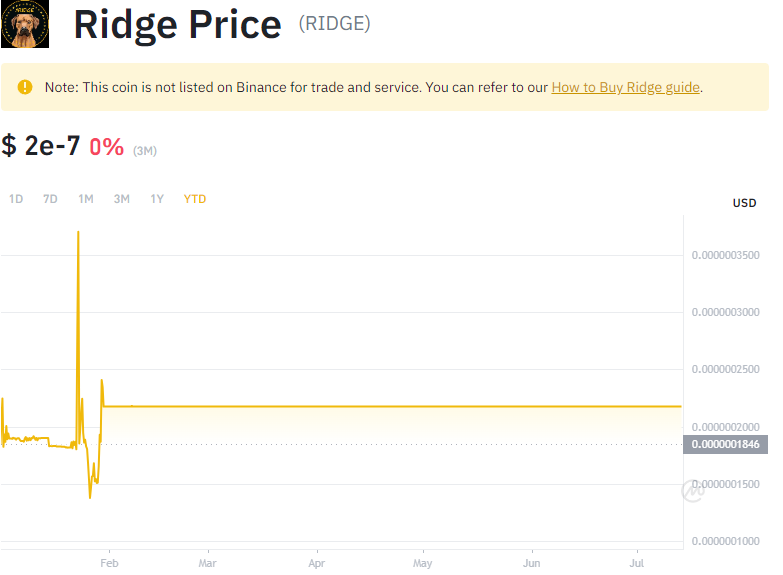 RIDGE
Ridge Price (RIDGE)
Note: This coin is not listed on Binance for trade and service. You can refer to our How to Buy Ridge guide.
$ 2e-7 0% (3M)
1D 7D 1M 3M 1Y YTD
USD
0.0000003500
0.0000003000
0.0000002500
0.0000002000
0.0000001846
0.0000001500
0.0000001000
Feb Mar Apr May Jun Jul